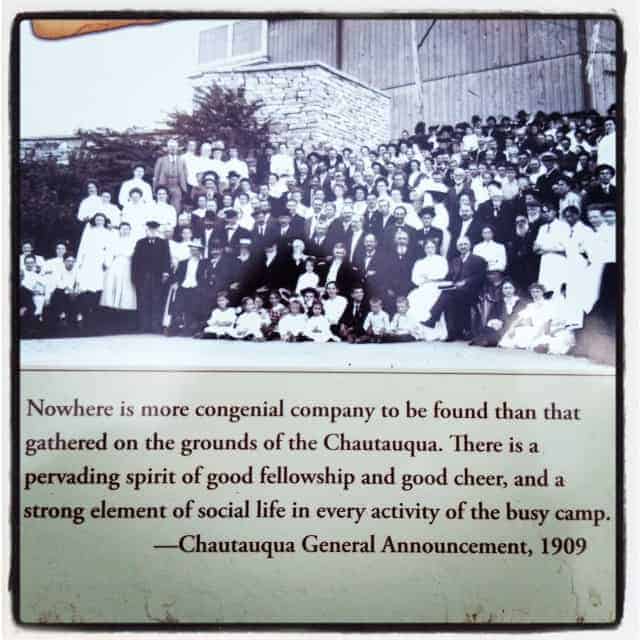 Nowhere is more congenial company to be found than that
gathered on the grounds of the Chautauqua. There is a
pervading spirit of good fellowship and good cheer, and a
strong element of social life in every activity of the busy camp.
—Chautauqua General Announcement, 1909